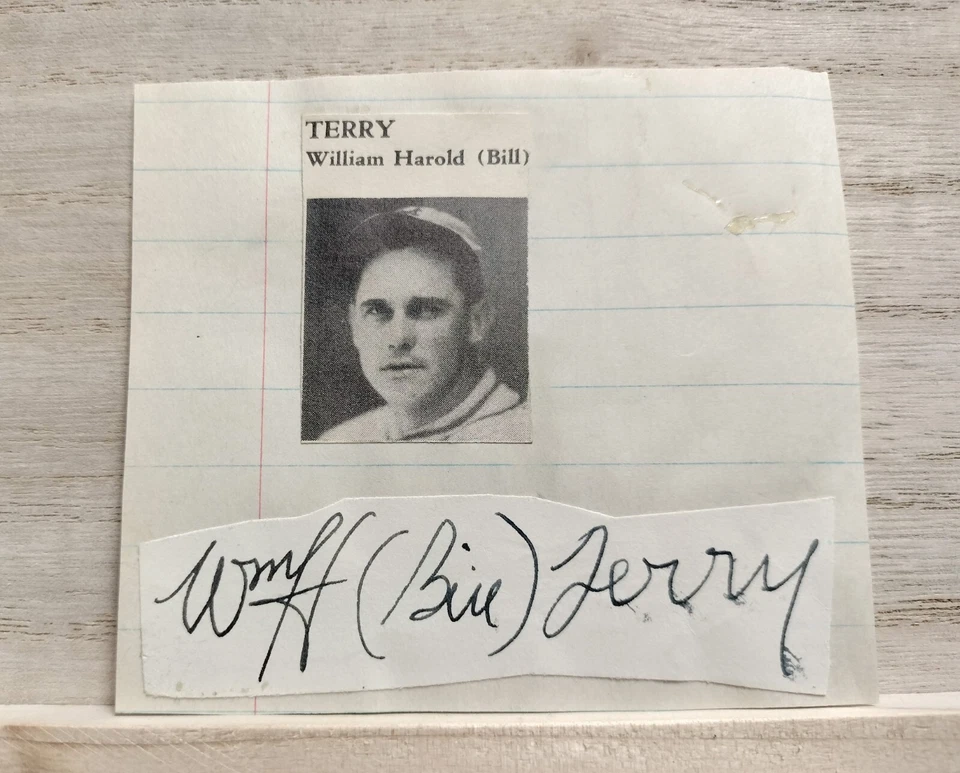 TERRY
William Harold (Bill)
Wm H (Bill) Terry